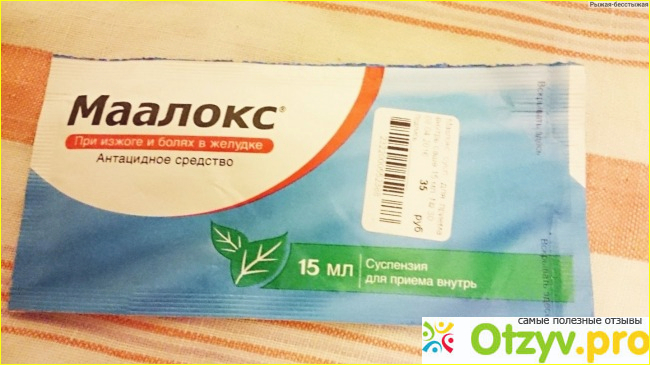 Рыжая-бесстыжая
Маалокс®
При изжоге и болях в желудке
Антацидное средство
35 руб
15 мл
Суспензия
для приема внутрь
самые полезные отзывы
Otzyv.pro